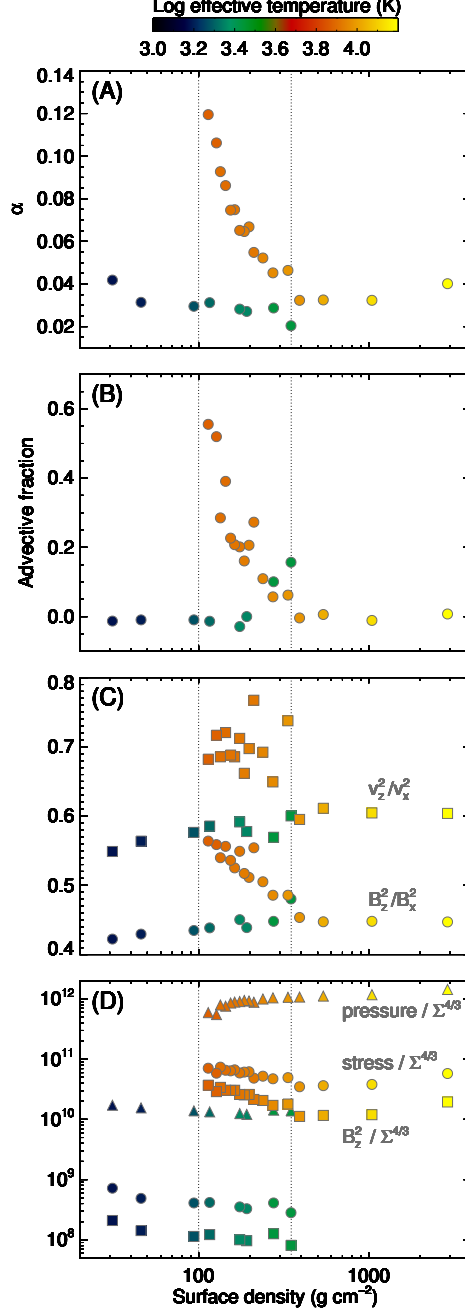 Log effective temperature (K)
3.0 3.2 3.4 3.6 3.8 4.0
(A)
0.14
0.12
0.10
0.08
0.06
0.04
0.02
α
(B)
0.6
0.4
0.2
0.0
Advective fraction
(C)
0.8
0.7
0.6
0.5
0.4
v_z^2/v_x^2
B_z^2/B_x^2
(D)
10^12
10^11
10^10
10^9
10^8
pressure / Σ^4/3
stress / Σ^4/3
B_z^2 / Σ^4/3
100 1000
Surface density (g cm^−2)